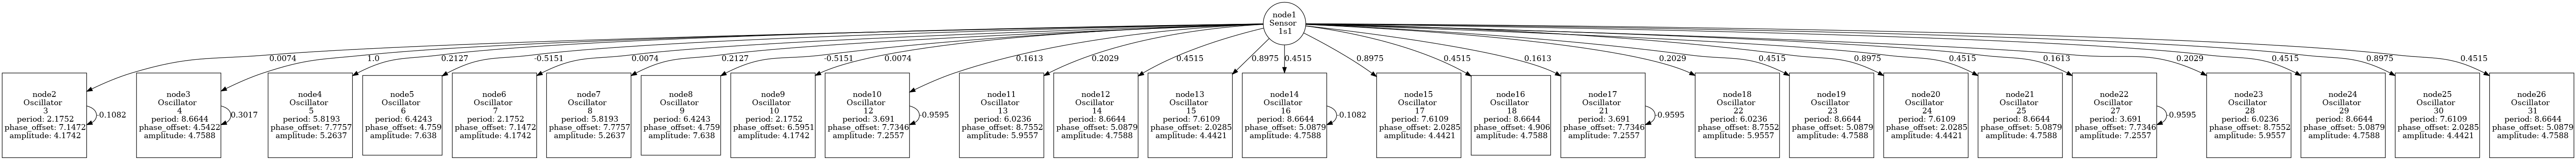 node1
Sensor
1s1
0.0074
1.0
0.2127
-0.5151
0.0074
0.2127
-0.5151
0.0074
0.1613
0.2029
0.4515
0.8975
0.4515
0.8975
0.4515
0.1613
0.2029
0.4515
0.8975
0.4515
0.1613
0.2029
0.4515
0.8975
0.4515
node2
Oscillator
3
period: 2.1752
phase_offset: 7.1472
amplitude: 4.1742
-0.1082
node3
Oscillator
4
period: 8.6644
phase_offset: 4.5422
amplitude: 4.7588
0.3017
node4
Oscillator
5
period: 5.8193
phase_offset: 7.7757
amplitude: 5.2637
node5
Oscillator
6
period: 6.4243
phase_offset: 4.759
amplitude: 7.638
node6
Oscillator
7
period: 2.1752
phase_offset: 7.1472
amplitude: 4.1742
node7
Oscillator
8
period: 5.8193
phase_offset: 7.7757
amplitude: 5.2637
node8
Oscillator
9
period: 6.4243
phase_offset: 4.759
amplitude: 7.638
node9
Oscillator
10
period: 2.1752
phase_offset: 6.5951
amplitude: 4.1742
node10
Oscillator
12
period: 3.691
phase_offset: 7.7346
amplitude: 7.2557
-0.9595
node11
Oscillator
13
period: 6.0236
phase_offset: 8.7552
amplitude: 5.9557
node12
Oscillator
14
period: 8.6644
phase_offset: 5.0879
amplitude: 4.7588
node13
Oscillator
15
period: 7.6109
phase_offset: 2.0285
amplitude: 4.4421
node14
Oscillator
16
period: 8.6644
phase_offset: 5.0879
amplitude: 4.7588
-0.1082
node15
Oscillator
17
period: 7.6109
phase_offset: 2.0285
amplitude: 4.4421
node16
Oscillator
18
period: 8.6644
phase_offset: 4.906
amplitude: 4.7588
node17
Oscillator
21
period: 3.691
phase_offset: 7.7346
amplitude: 7.2557
-0.9595
node18
Oscillator
22
period: 6.0236
phase_offset: 8.7552
amplitude: 5.9557
node19
Oscillator
23
period: 8.6644
phase_offset: 5.0879
amplitude: 4.7588
node20
Oscillator
24
period: 7.6109
phase_offset: 2.0285
amplitude: 4.4421
node21
Oscillator
25
period: 8.6644
phase_offset: 5.0879
amplitude: 4.7588
node22
Oscillator
27
period: 3.691
phase_offset: 7.7346
amplitude: 7.2557
-0.9595
node23
Oscillator
28
period: 6.0236
phase_offset: 8.7552
amplitude: 5.9557
node24
Oscillator
29
period: 8.6644
phase_offset: 5.0879
amplitude: 4.7588
node25
Oscillator
30
period: 7.6109
phase_offset: 2.0285
amplitude: 4.4421
node26
Oscillator
31
period: 8.6644
phase_offset: 5.0879
amplitude: 4.7588